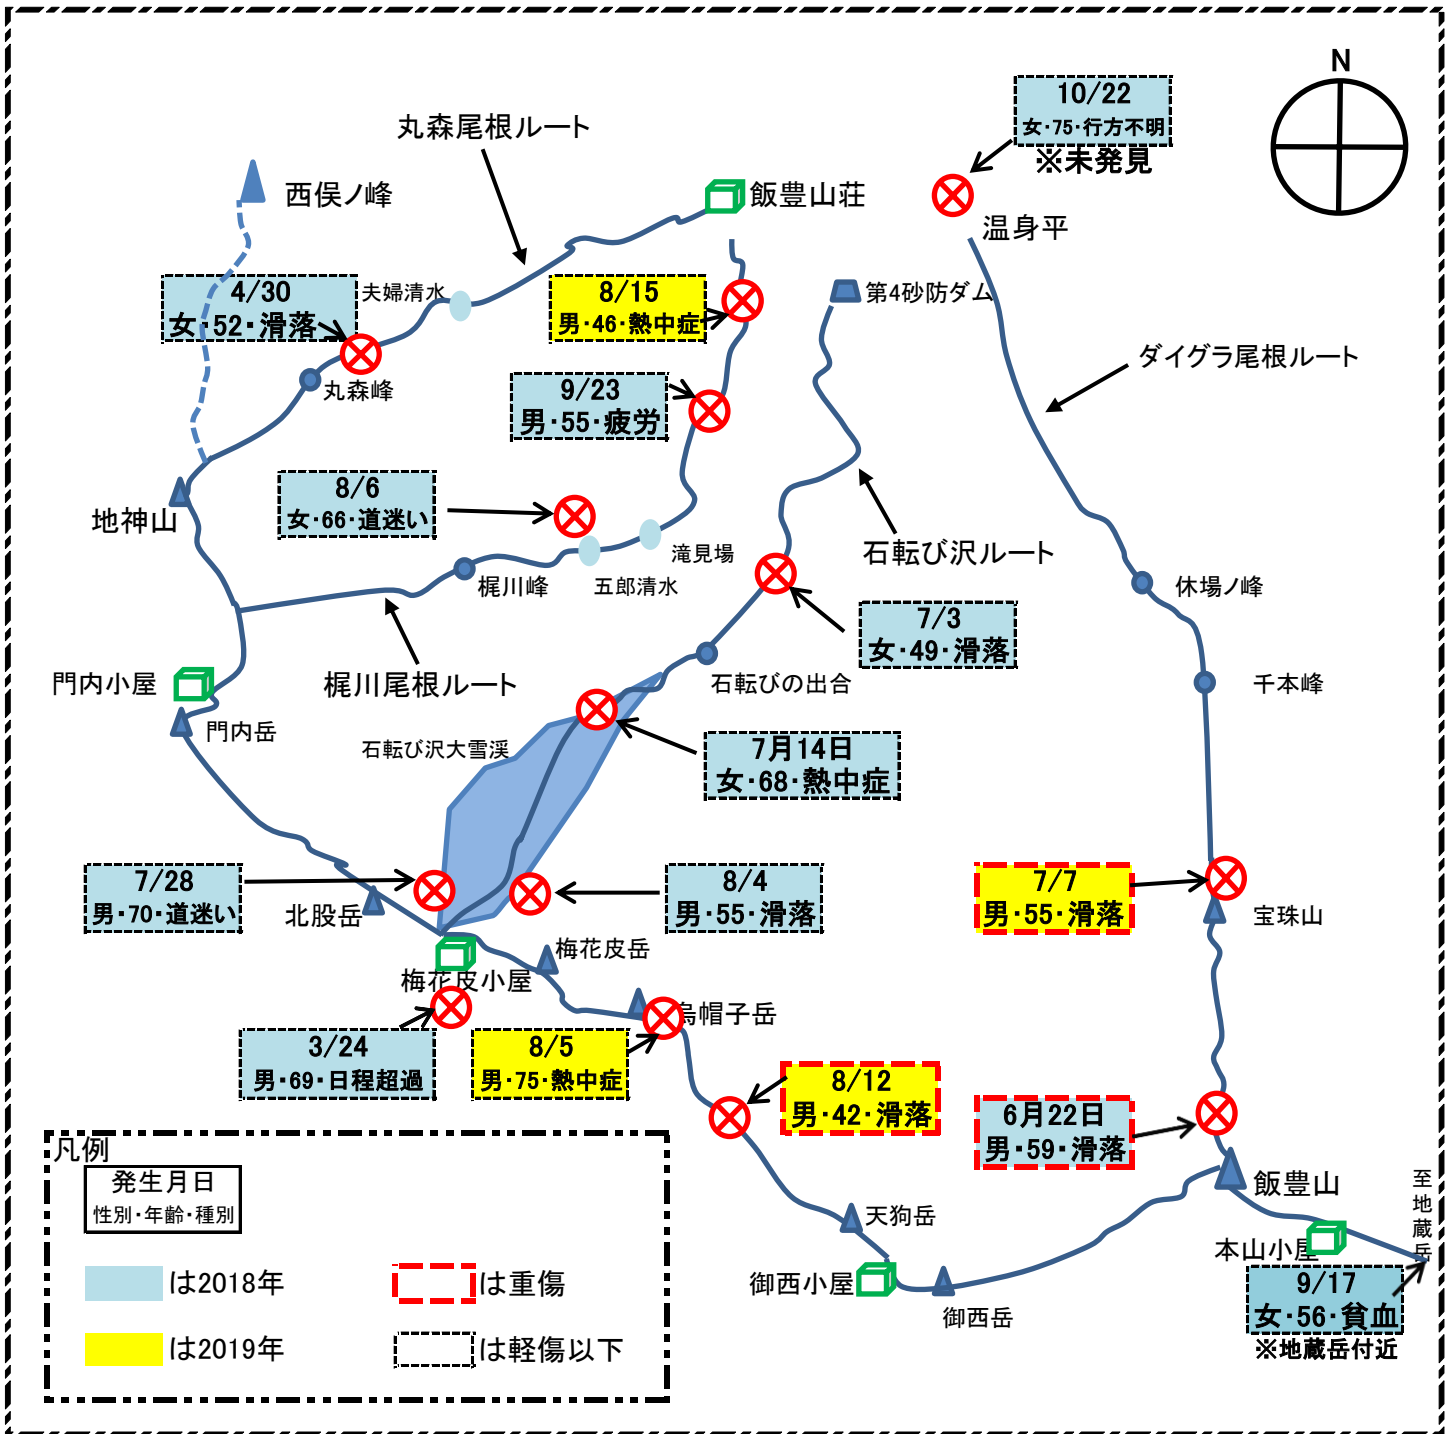 N
10/22
女・75・行方不明
※未発見
丸森尾根ルート
西俣ノ峰
飯豊山荘
温身平
4/30
女・52・滑落
夫婦清水
8/15
男・46・熱中症
第4砂防ダム
丸森峰
9/23
男・55・疲労
ダイグラ尾根ルート
8/6
女・66・道迷い
地神山
滝見場
石転び沢ルート
梶川峰
五郎清水
休場ノ峰
7/3
女・49・滑落
門内小屋
梶川尾根ルート
石転びの出合
千本峰
門内岳
石転び沢大雪渓
7月14日
女・68・熱中症
7/28
男・70・道迷い
北股岳
8/4
男・55・滑落
7/7
男・55・滑落
宝珠山
梅花皮岳
梅花皮小屋
烏帽子岳
3/24
男・69・日程超過
8/5
男・75・熱中症
8/12
男・42・滑落
6月22日
男・59・滑落
飯豊山
至地蔵岳
天狗岳
本山小屋
御西小屋
御西岳
9/17
女・56・貧血
※地蔵岳付近
凡例
発生月日
性別・年齢・種別
は2018年
は重傷
は2019年
は軽傷以下